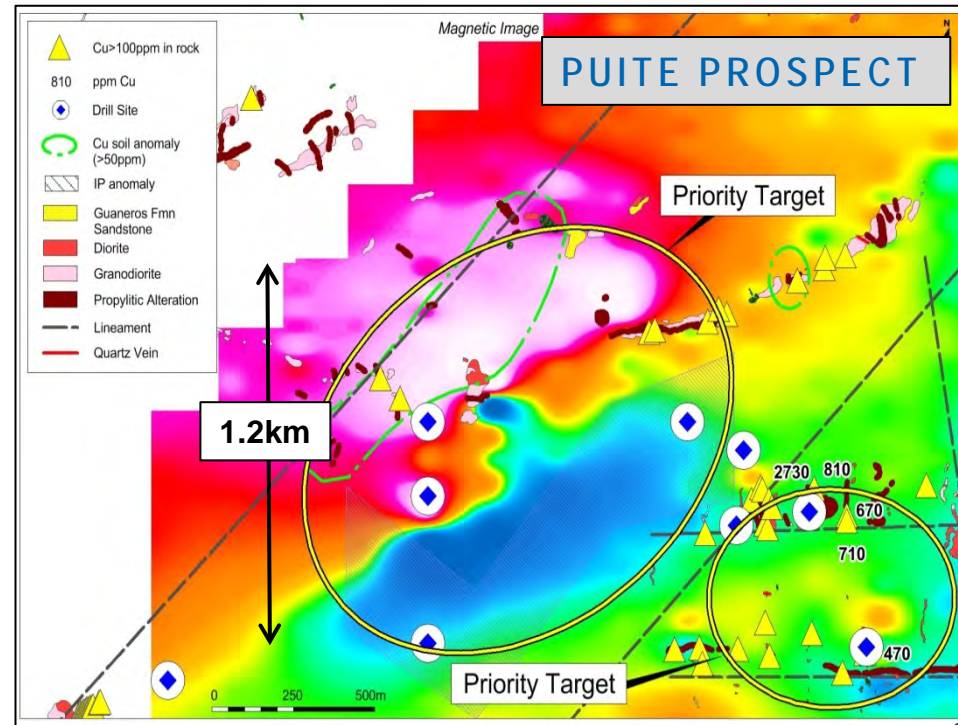 Magnetic Image
N
PUITE PROSPECT
Cu>100ppm in rock
810 ppm Cu
Drill Site
Cu soil anomaly
(>50ppm)
IP anomaly
Guaneros Fmn
Sandstone
Diorite
Granodiorite
Propylitic Alteration
Lineament
Quartz Vein
Priority Target
1.2km
2730
810
670
710
470
Priority Target
0 250 500m